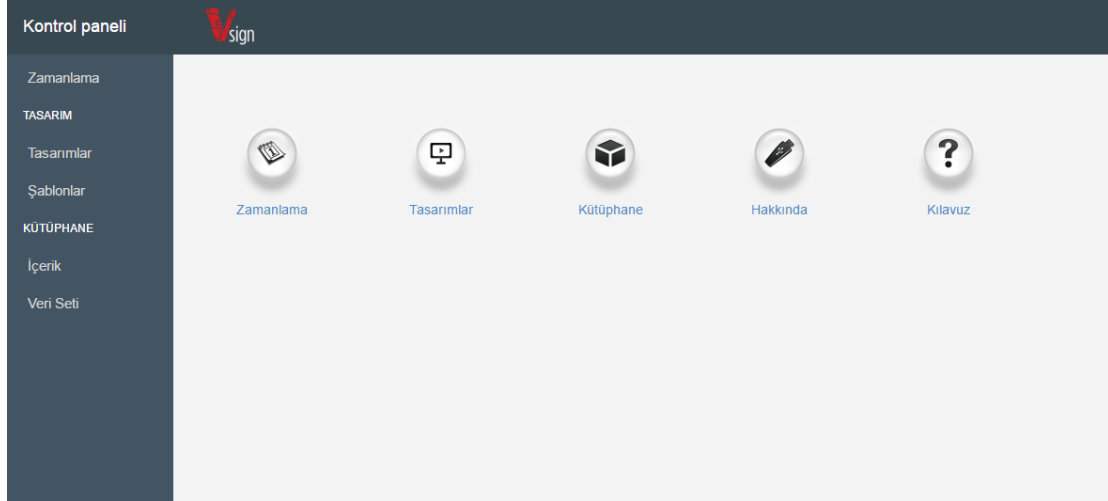 Kontrol paneli
Vsign
Zamanlama
TASARIM
Tasarımlar
Şablonlar
KÜTÜPHANE
İçerik
Veri Seti
Zamanlama Tasarımlar Kütüphane Hakkında Kılavuz